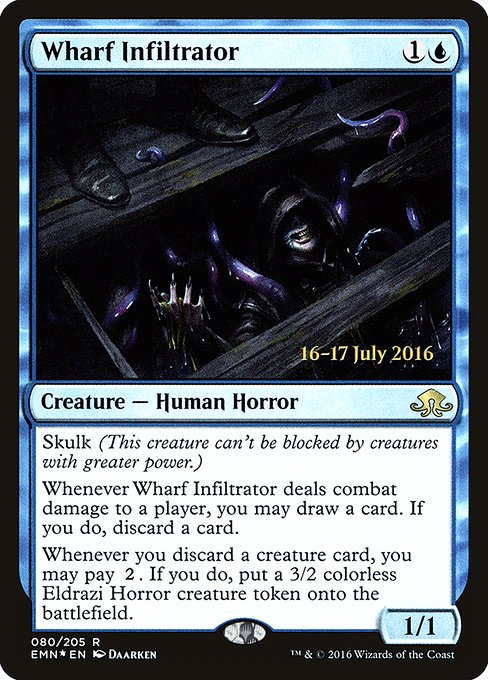 Wharf Infiltrator 1
16–17 July 2016
Creature — Human Horror
Skulk (This creature can't be blocked by creatures
with greater power.)
Whenever Wharf Infiltrator deals combat
damage to a player, you may draw a card. If
you do, discard a card.
Whenever you discard a creature card, you
may pay 2. If you do, put a 3/2 colorless
Eldrazi Horror creature token onto the
battlefield.
1/1
080/205 R
EMN★EN Daarken
™ & © 2016 Wizards of the Coast